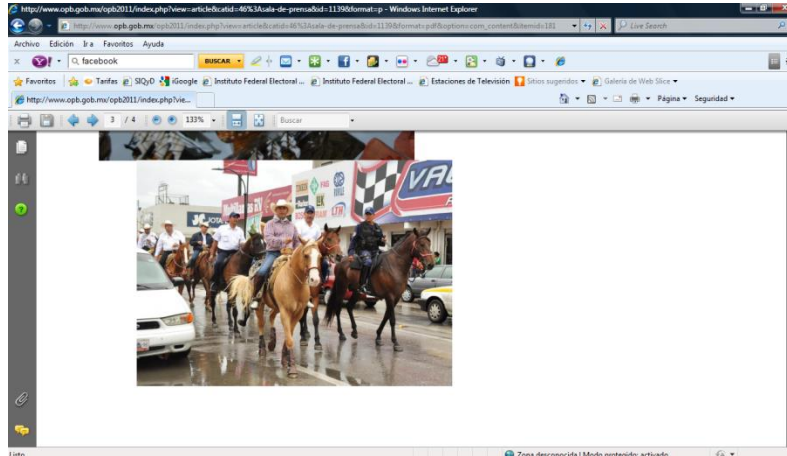 http://www.opb.gob.mx/opb2011/index.php?view=article&catid=46%3Asala-de-prensa&id=1139&format=p - Windows Internet Explorer
http://www.opb.gob.mx/opb2011/index.php?view=article&catid=46%3Asala-de-prensa&id=1139&format=pdf&option=com_content&Itemid=181
Live Search
Archivo Edición Ir a Favoritos Ayuda
facebook BUSCAR
Favoritos Tarifas SIQyD iGoogle Instituto Federal Electoral ... Instituto Federal Electoral ... Estaciones de Televisión Sitios sugeridos Galería de Web Slice
http://www.opb.gob.mx/opb2011/index.php?vie... Página Seguridad
3 / 4 133% Buscar
JC JOTA
LTH
Listo Zona desconocida | Modo protegido: activado